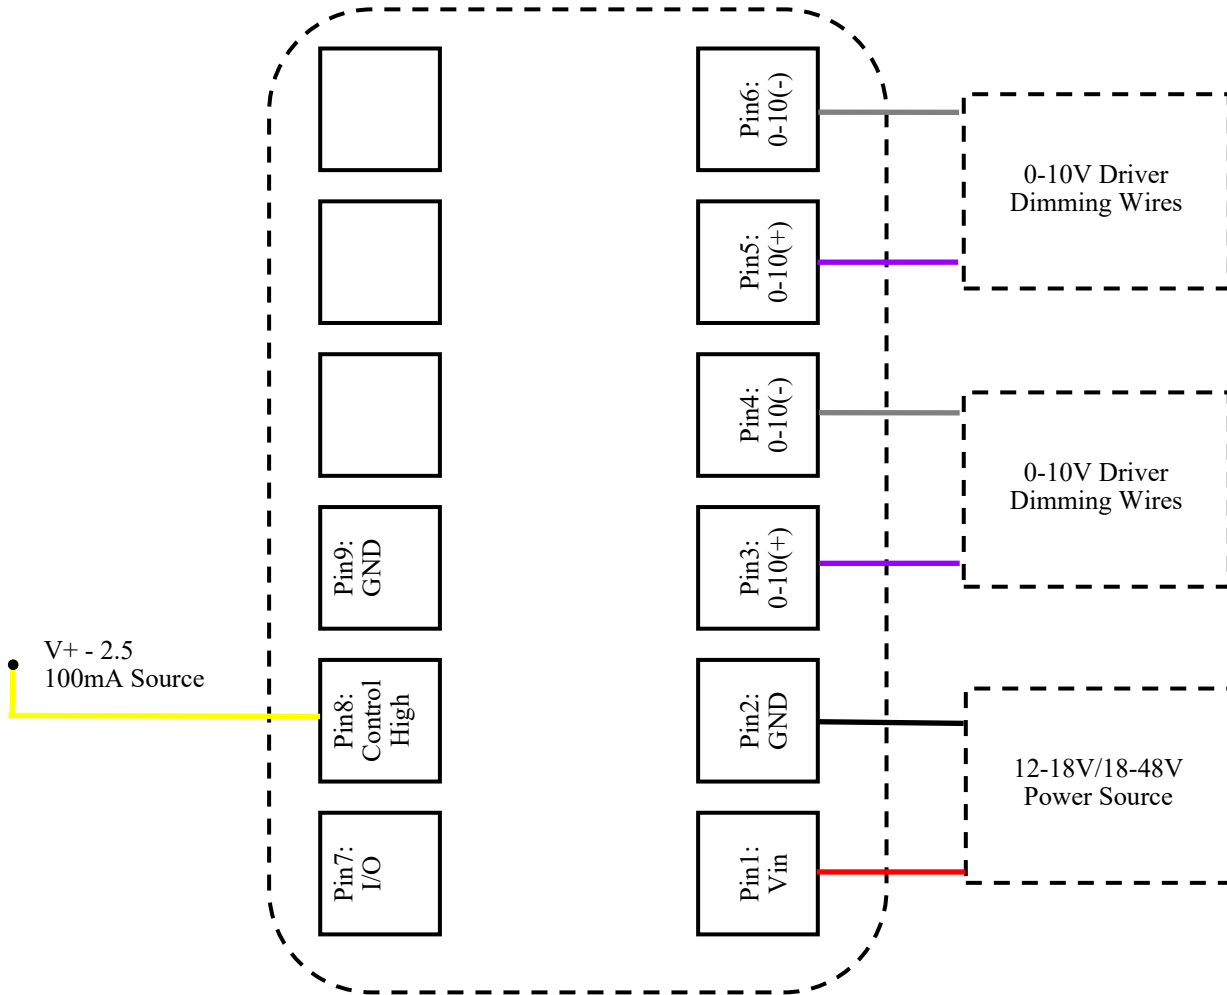 Pin6:
0-10(-)
0-10V Driver
Dimming Wires
Pin5:
0-10(+)
Pin4:
0-10(-)
0-10V Driver
Dimming Wires
Pin9:
GND
Pin3:
0-10(+)
V+ - 2.5
100mA Source
Pin8:
Control
High
Pin2:
GND
12-18V/18-48V
Power Source
Pin7:
I/O
Pin1:
Vin